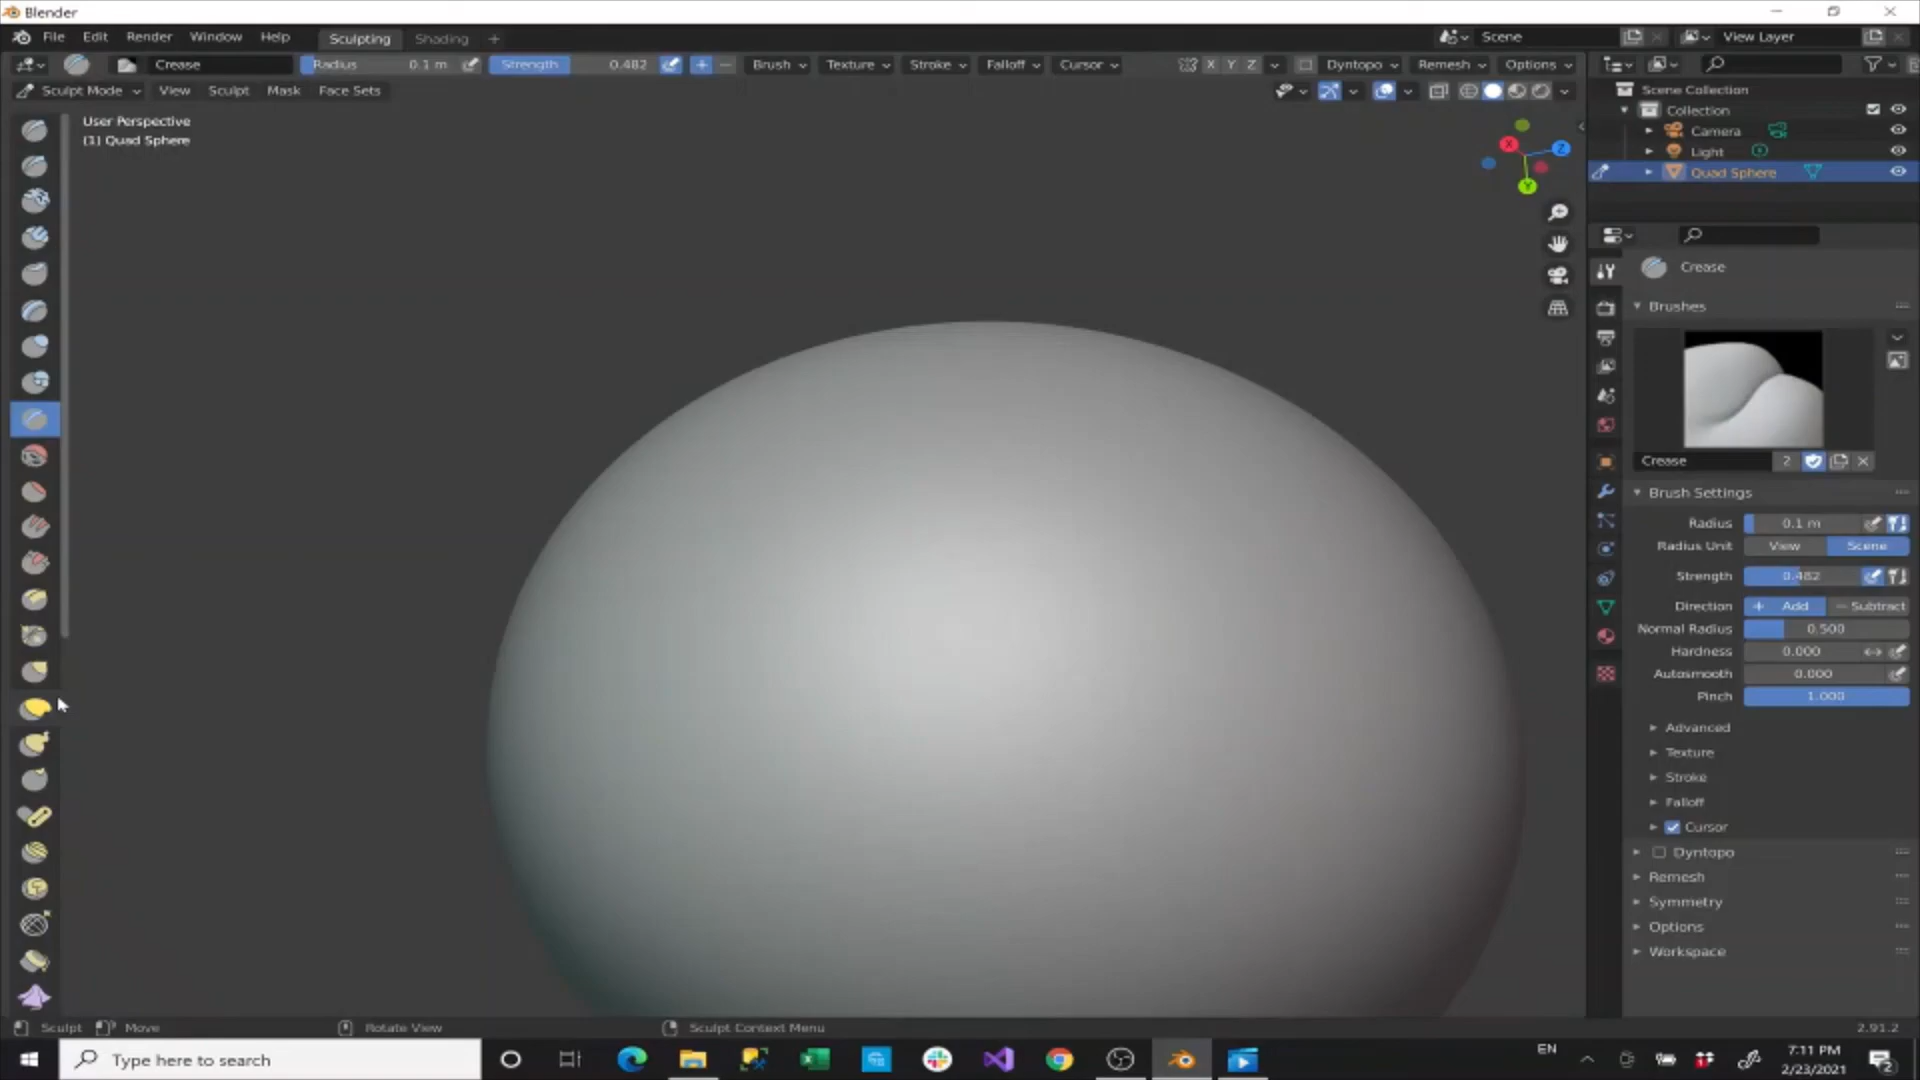 Blender
File Edit Render Window Help Sculpting Shading + Scene View Layer
Crease Radius 0.1 m Strength 0.482 + − Brush Texture Stroke Falloff Cursor X Y Z Dyntopo Remesh Options
Sculpt Mode View Sculpt Mask Face Sets
User Perspective
(1) Quad Sphere
X
Z
Y
Scene Collection
Collection
Camera
Light
Quad Sphere
Crease
Brushes
Crease 2
Brush Settings
Radius 0.1 m
Radius Unit View Scene
Strength 0.482
Direction + Add − Subtract
Normal Radius 0.500
Hardness 0.000
Autosmooth 0.000
Pinch 1.000
Advanced
Texture
Stroke
Falloff
Cursor
Dyntopo
Remesh
Symmetry
Options
Workspace
Sculpt Move Rotate View Sculpt Context Menu 2.91.2
Type here to search
EN
7:11 PM
2/23/2021
2